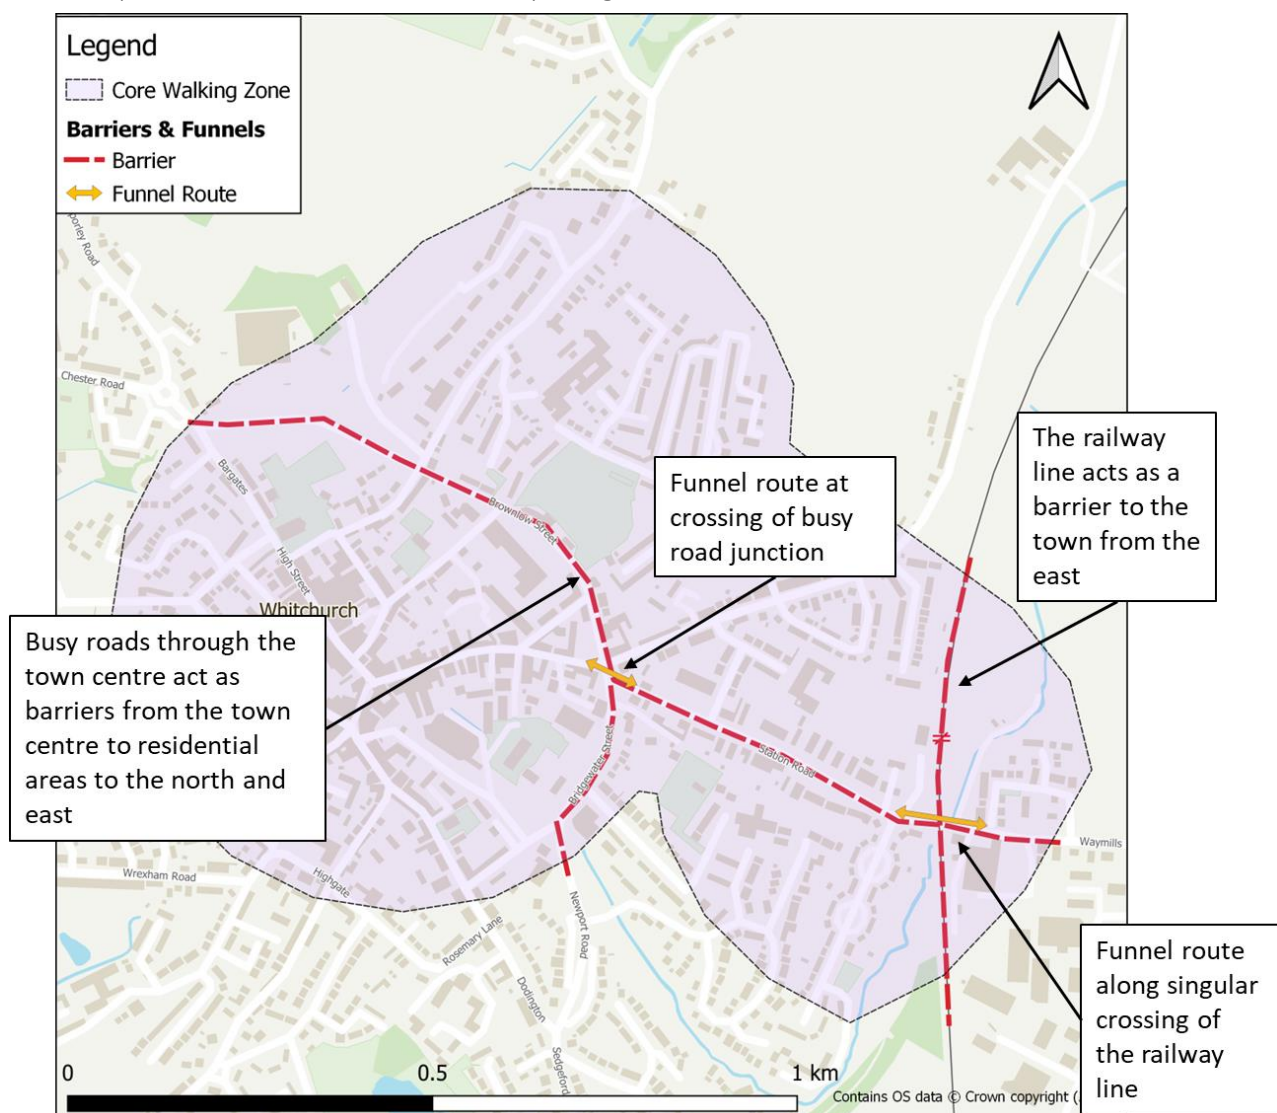 Legend
Core Walking Zone
Barriers & Funnels
Barrier
Funnel Route
Road
Chester Road
Bargates
High Street
Whitchurch
Brownlow Street
Funnel route at
crossing of busy
road junction
The railway
line acts as a
barrier to the
town from the
east
Busy roads through the
town centre act as
barriers from the town
centre to residential
areas to the north and
east
Bridgewater Street
Station Road
Waymills
Wrexham Road
Highgate
Rosemary Lane
Newport Road
Dodington
Sedgeford
Funnel route
along singular
crossing of
the railway
line
0
0.5
1 km
Contains OS data © Crown copyright (